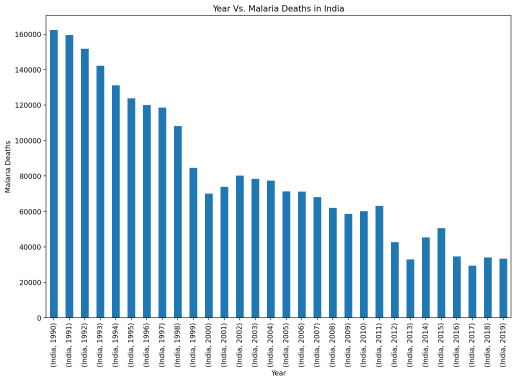 Year Vs. Malaria Deaths in India
160000
140000
120000
100000
80000
60000
40000
20000
0
Malaria Deaths
(India, 1990)
(India, 1991)
(India, 1992)
(India, 1993)
(India, 1994)
(India, 1995)
(India, 1996)
(India, 1997)
(India, 1998)
(India, 1999)
(India, 2000)
(India, 2001)
(India, 2002)
(India, 2003)
(India, 2004)
(India, 2005)
(India, 2006)
(India, 2007)
(India, 2008)
(India, 2009)
(India, 2010)
(India, 2011)
(India, 2012)
(India, 2013)
(India, 2014)
(India, 2015)
(India, 2016)
(India, 2017)
(India, 2018)
(India, 2019)
Year